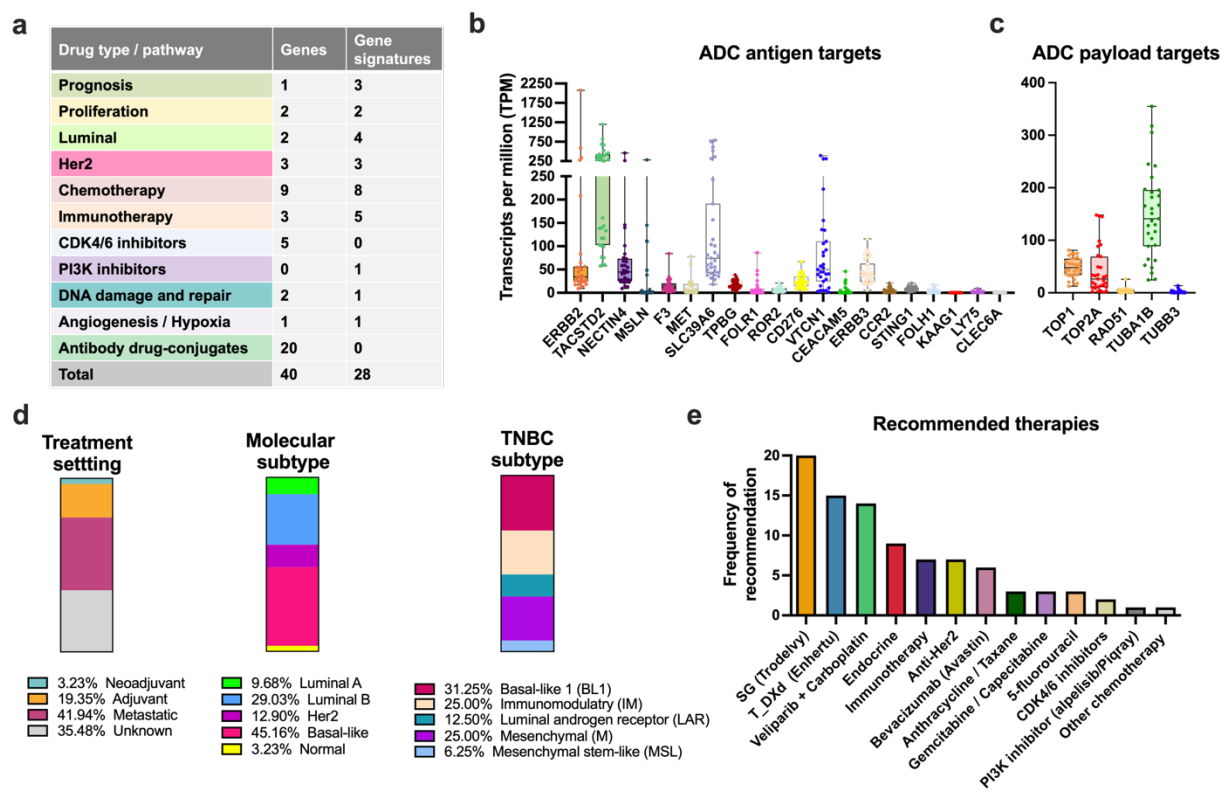 a
Drug type / pathway Genes Gene signatures
Prognosis 1 3
Proliferation 2 2
Luminal 2 4
Her2 3 3
Chemotherapy 9 8
Immunotherapy 3 5
CDK4/6 inhibitors 5 0
PI3K inhibitors 0 1
DNA damage and repair 2 1
Angiogenesis / Hypoxia 1 1
Antibody drug-conjugates 20 0
Total 40 28
b
ADC antigen targets
Transcripts per million (TPM)
2250
1750
1250
750
250
250
200
150
100
50
0
ERBB2
TACSTD2
NECTIN4
MSLN
F3
MET
SLC39A6
TPBG
FOLR1
ROR2
CD276
VTCN1
CEACAM5
ERBB3
CCR2
STING1
FOLH1
KAAG1
LY75
CLEC6A
c
ADC payload targets
400
300
200
100
0
TOP1
TOP2A
RAD51
TUBA1B
TUBB3
d
Treatment
settting
3.23% Neoadjuvant
19.35% Adjuvant
41.94% Metastatic
35.48% Unknown
Molecular
subtype
9.68% Luminal A
29.03% Luminal B
12.90% Her2
45.16% Basal-like
3.23% Normal
TNBC
subtype
31.25% Basal-like 1 (BL1)
25.00% Immunomodulatry (IM)
12.50% Luminal androgen receptor (LAR)
25.00% Mesenchymal (M)
6.25% Mesenchymal stem-like (MSL)
e
Recommended therapies
Frequency of
recommendation
20
15
10
5
0
SG (Trodelvy)
T_DXd (Enhertu)
Veliparib + Carboplatin
Endocrine
Immunotherapy
Anti-Her2
Bevacizumab (Avastin)
Anthracycline / Taxane
Gemcitabine / Capecitabine
5-fluorouracil
CDK4/6 inhibitors
PI3K inhibitor (alpelisib/Piqray)
Other chemotherapy